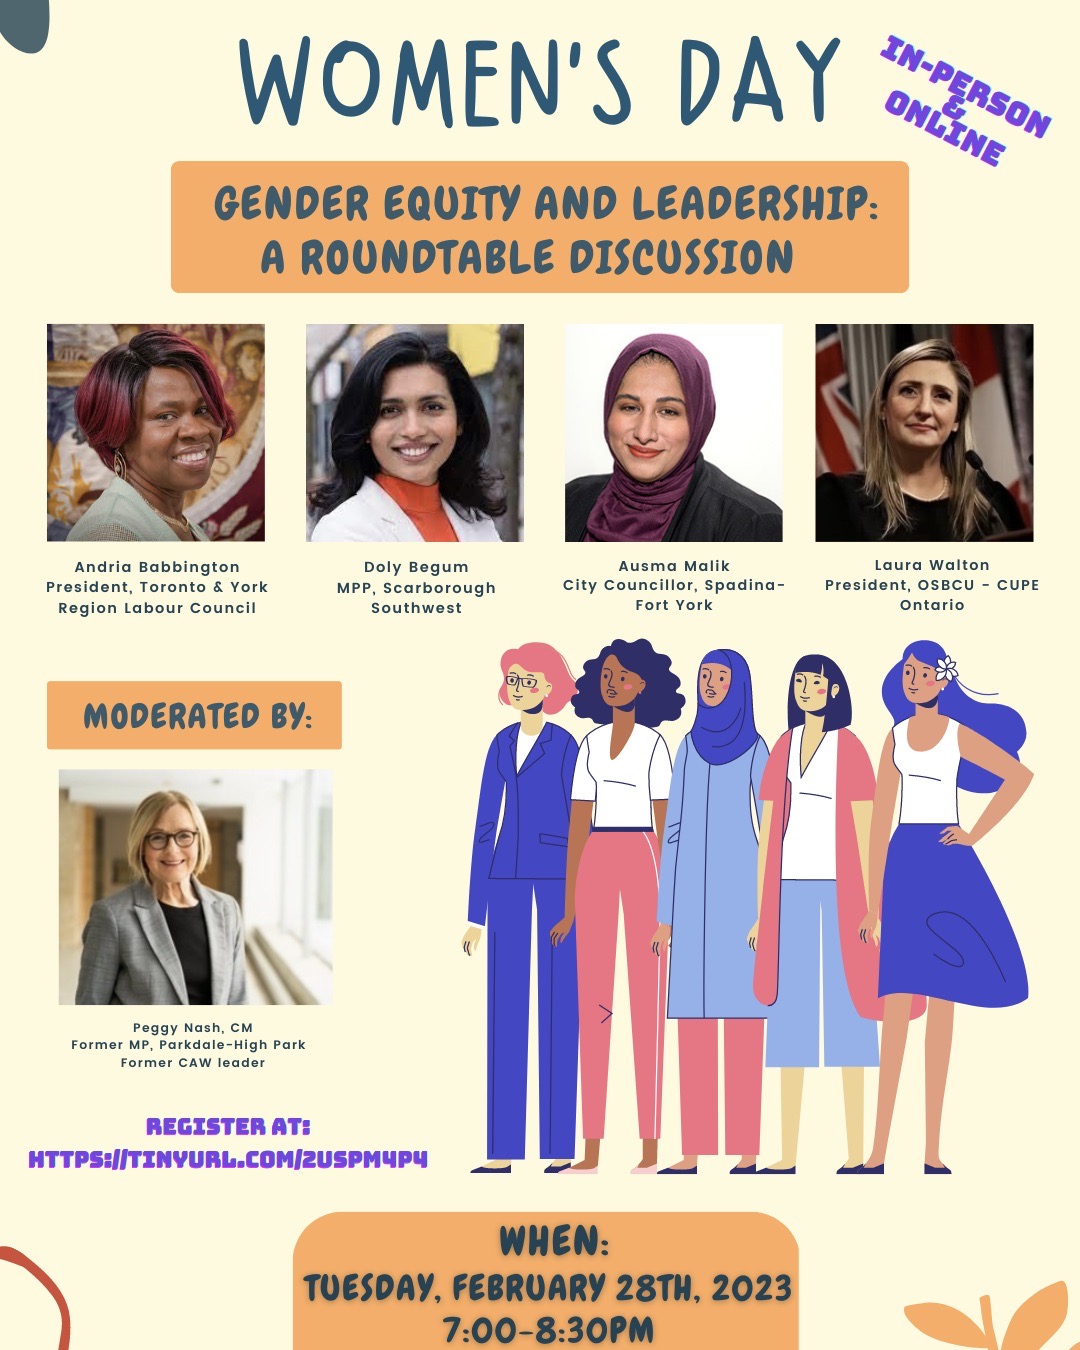 WOMEN'S DAY
IN-PERSON
&
ONLINE
GENDER EQUITY AND LEADERSHIP:
A ROUNDTABLE DISCUSSION
Andria Babbington
President, Toronto & York
Region Labour Council
Doly Begum
MPP, Scarborough
Southwest
Ausma Malik
City Councillor, Spadina-
Fort York
Laura Walton
President, OSBCU - CUPE
Ontario
MODERATED BY:
Peggy Nash, CM
Former MP, Parkdale-High Park
Former CAW leader
REGISTER AT:
HTTPS://TINYURL.COM/2USPM4P4
WHEN:
TUESDAY, FEBRUARY 28TH, 2023
7:00-8:30PM